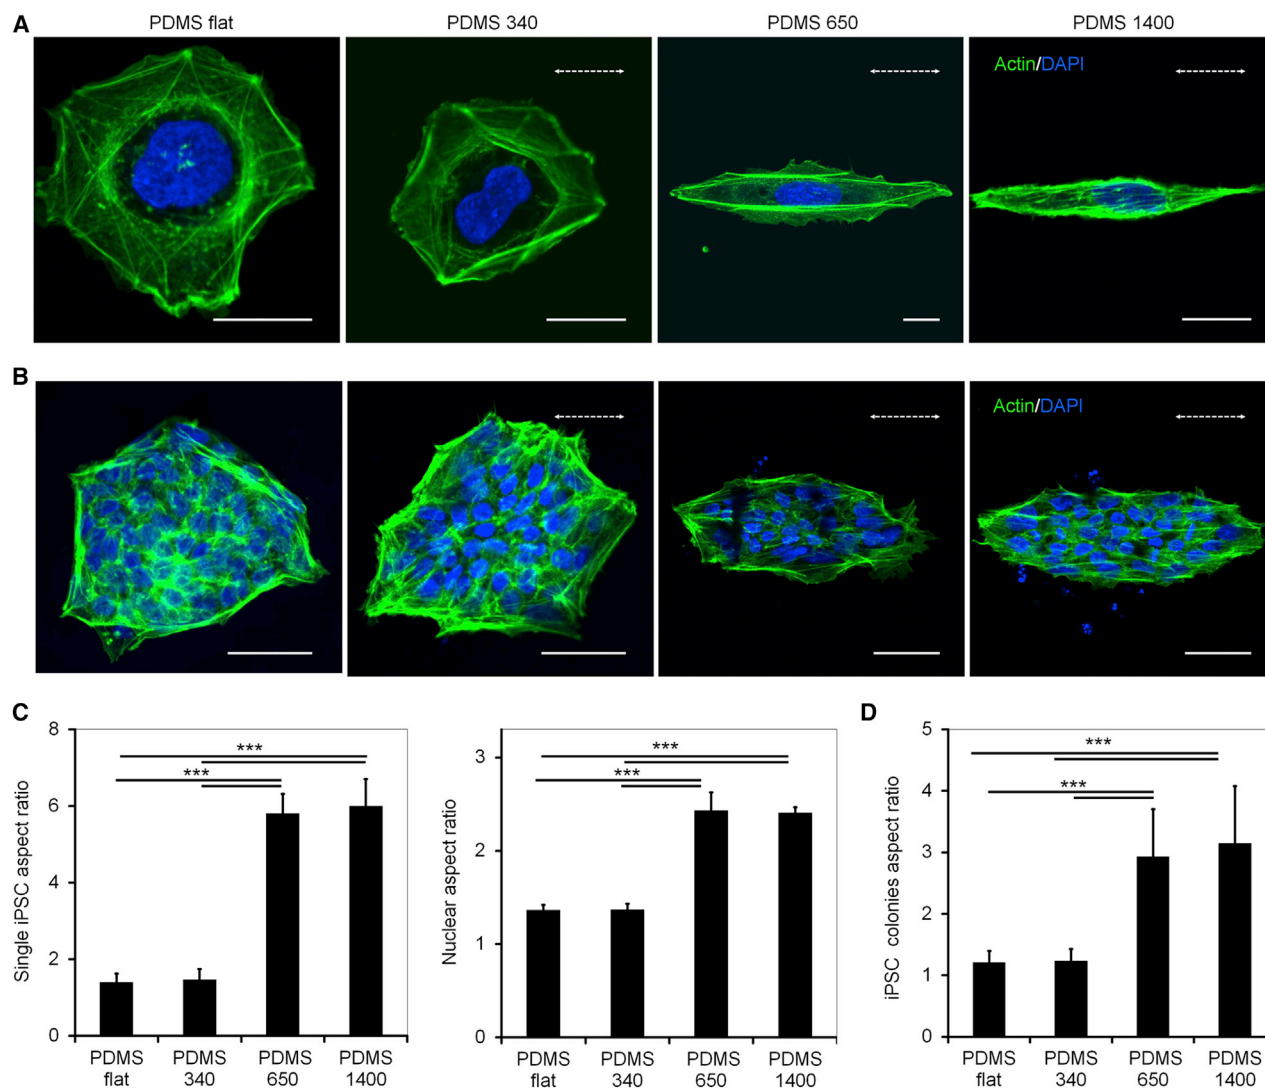 A
PDMS flat
PDMS 340
PDMS 650
PDMS 1400
Actin/DAPI
B
Actin/DAPI
C
D
Single iPSC aspect ratio
8
6
4
2
0
***
***
PDMS flat
PDMS 340
PDMS 650
PDMS 1400
Nuclear aspect ratio
3
2
1
0
***
***
PDMS flat
PDMS 340
PDMS 650
PDMS 1400
iPSC colonies aspect ratio
5
4
3
2
1
0
***
***
PDMS flat
PDMS 340
PDMS 650
PDMS 1400